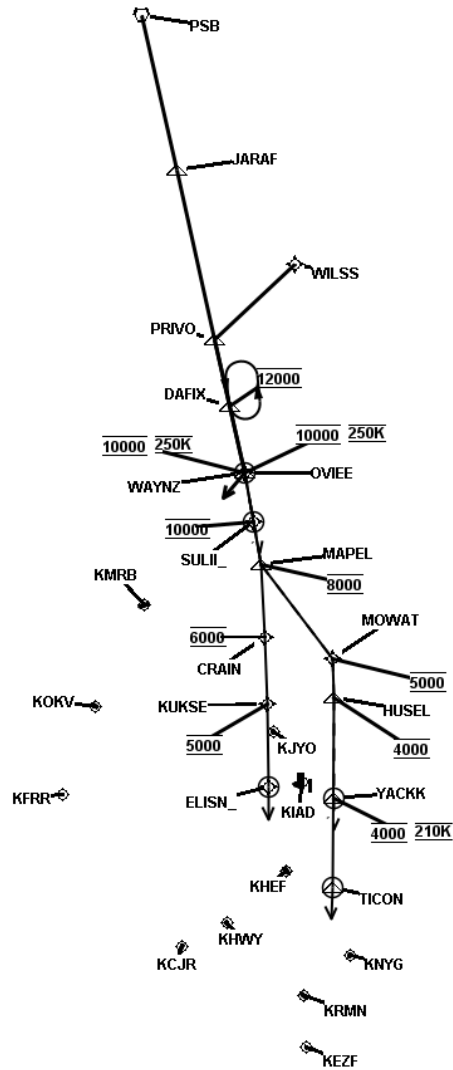 PSB
JARAF
WILSS
PRIVO
12000
DAFIX
10000 250K
10000 250K
WAYNZ
OVIEE
10000
SULII_
MAPEL
8000
KMRB
MOWAT
6000
CRAIN
5000
KOKV
KUKSE
HUSEL
5000
KJYO
4000
KFRR
ELISN_
KIAD
YACKK
4000 210K
KHEF
TICON
KHWY
KCJR
KNYG
KRMN
KEZF